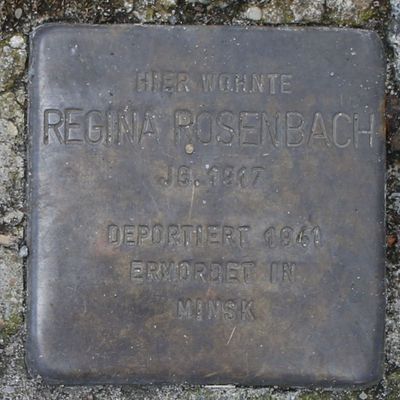 HIER WOHNTE
REGINA ROSENBACH
JG. 1917
DEPORTIERT 1941
ERMORDET IN
MINSK